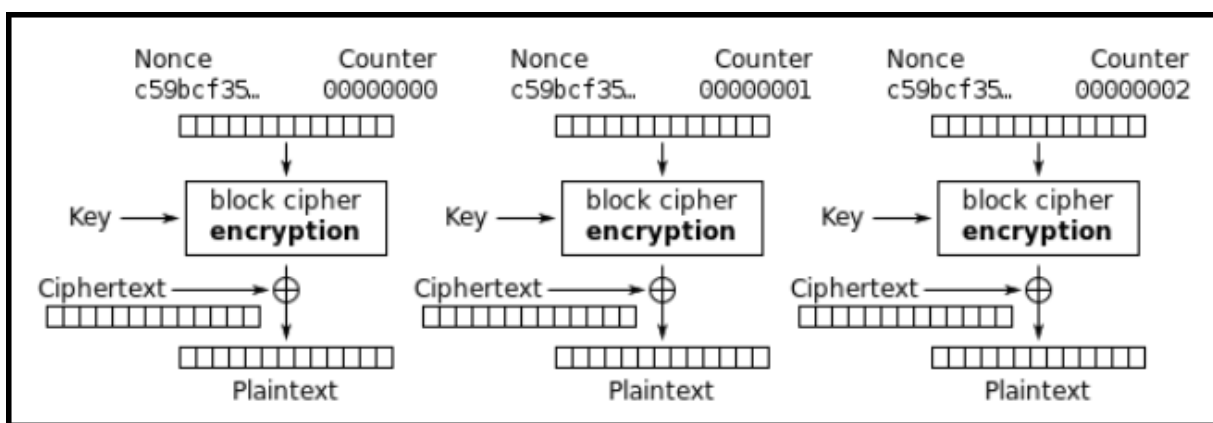 Nonce Counter Nonce Counter Nonce Counter
c59bcf35… 00000000 c59bcf35… 00000001 c59bcf35… 00000002
block cipher block cipher block cipher
Key Key Key
encryption encryption encryption
Ciphertext Ciphertext Ciphertext
Plaintext Plaintext Plaintext